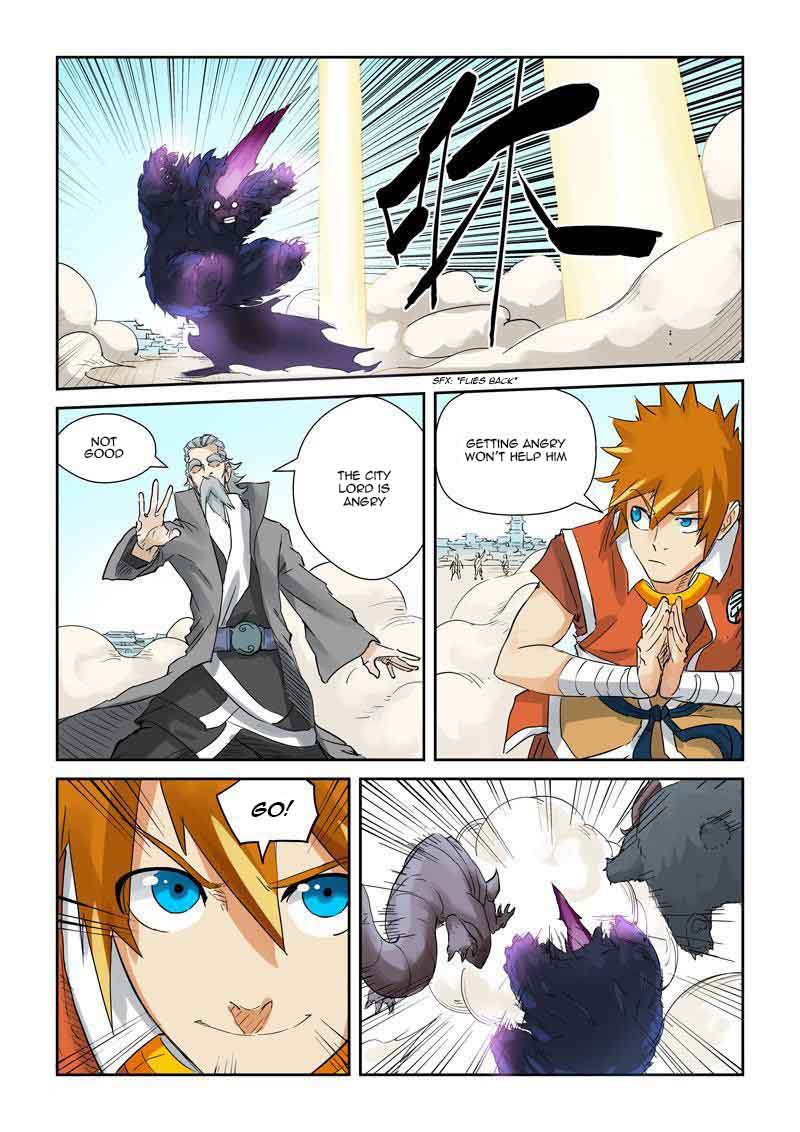 SFX: "FLIES BACK"
NOT
GOOD
THE CITY
LORD IS
ANGRY
GETTING ANGRY
WON'T HELP HIM
GO!